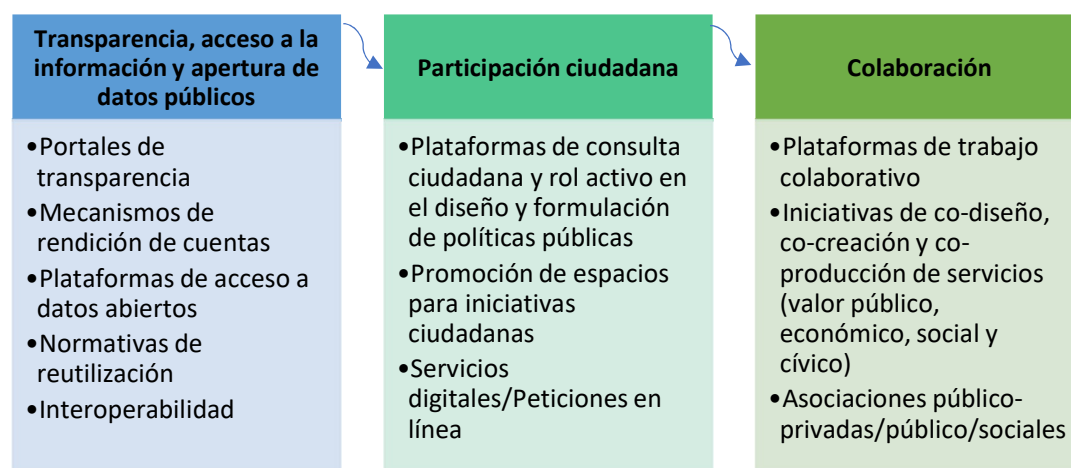 Transparencia, acceso a la
información y apertura de
datos públicos
•Portales de
transparencia
•Mecanismos de
rendición de cuentas
•Plataformas de acceso a
datos abiertos
•Normativas de
reutilización
•Interoperabilidad
Participación ciudadana
•Plataformas de consulta
ciudadana y rol activo en
el diseño y formulación
de políticas públicas
•Promoción de espacios
para iniciativas
ciudadanas
•Servicios
digitales/Peticiones en
línea
Colaboración
•Plataformas de trabajo
colaborativo
•Iniciativas de co-diseño,
co-creación y co-
producción de servicios
(valor público,
económico, social y
cívico)
•Asociaciones público-
privadas/público/sociales